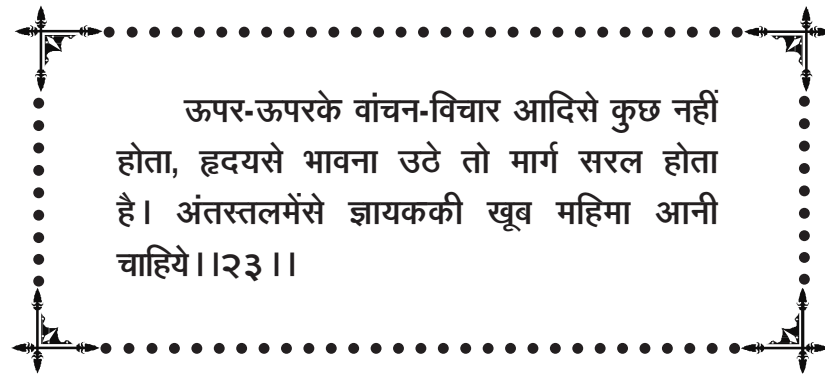 ऊपर-ऊपरके वांचन-विचार आदिसे कुछ नहीं
होता, हृदयसे भावना उठे तो मार्ग सरल होता
है। अंतस्तलमेंसे ज्ञायककी खूब महिमा आनी
चाहिये।।२३।।